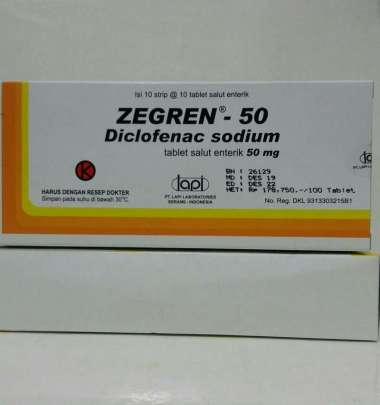 Isi 10 strip @ 10 tablet salut enterik
ZEGREN® - 50
Diclofenac sodium
tablet salut enterik 50 mg
K
HARUS DENGAN RESEP DOKTER
Simpan pada suhu di bawah 30°C.
lapi
PT. LAPI LABORATORIES
SERANG - INDONESIA
BN : 26129
MD : DES 19
ED : DES 22
HET: Rp 178,750.-/100 Tablet
No. Reg. DKL 9313303215B1